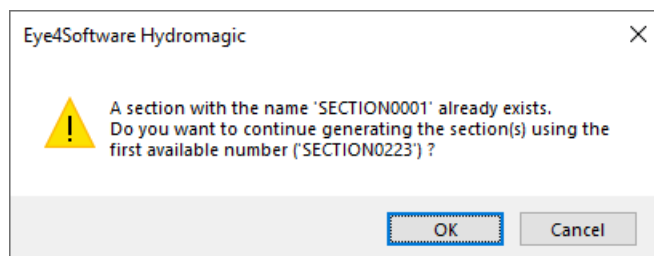 Eye4Software Hydromagic
A section with the name 'SECTION0001' already exists.
Do you want to continue generating the section(s) using the
first available number ('SECTION0223') ?
OK
Cancel